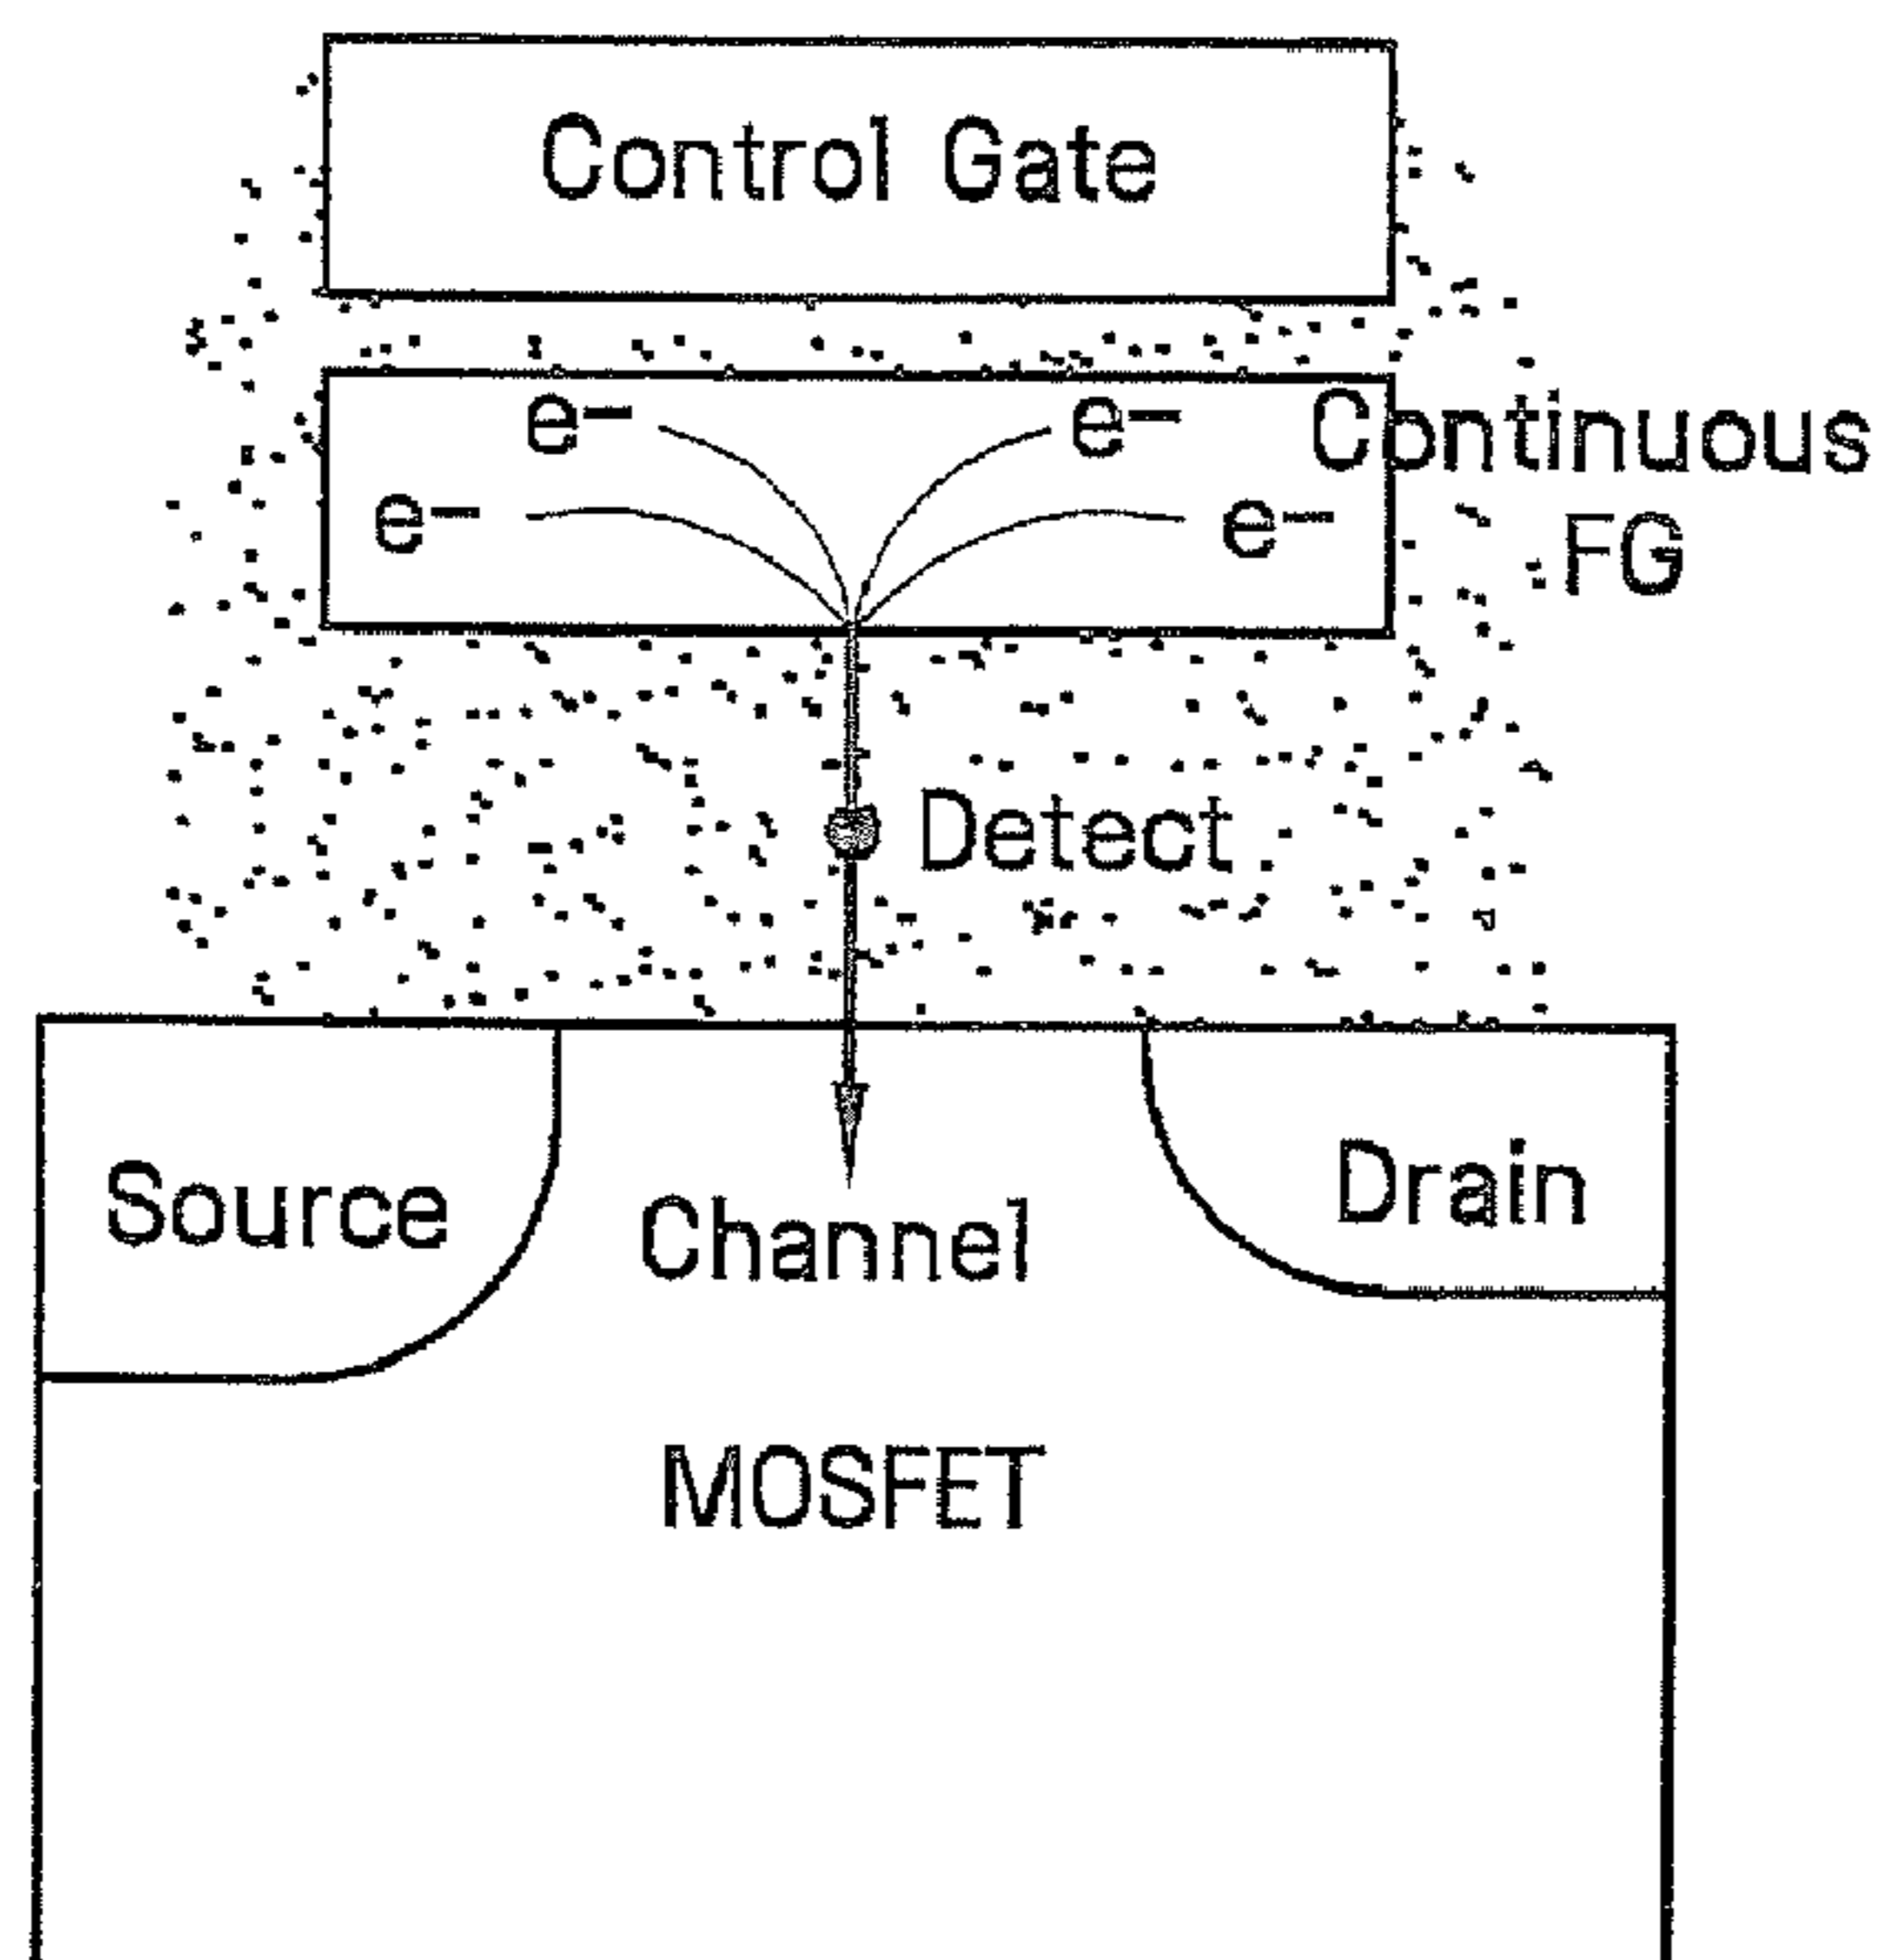 Control Gate
e− e− Continuous
e− e− FG
Detect
Source Channel Drain
MOSFET